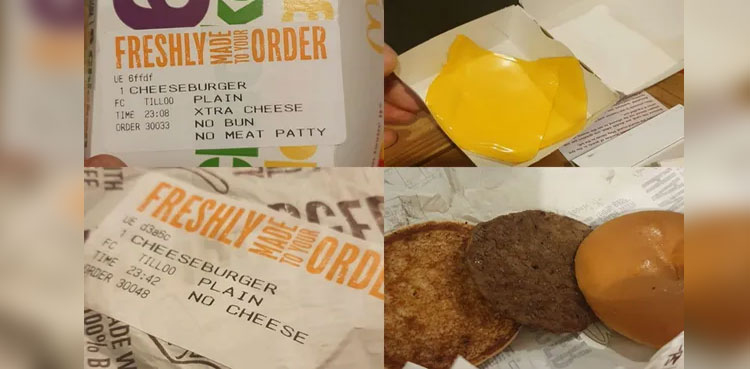 FRESHLY MADE TO YOUR ORDER
UE 6ffdf
1 CHEESEBURGER
FC TILL00 PLAIN
TIME 23:08 XTRA CHEESE
ORDER 30033 NO BUN
NO MEAT PATTY
FRESHLY MADE TO YOUR ORDE
UE d3a6c
1 CHEESEBURGER
FC TILL00 PLAIN
TIME 23:42 NO CHEESE
ORDER 30048